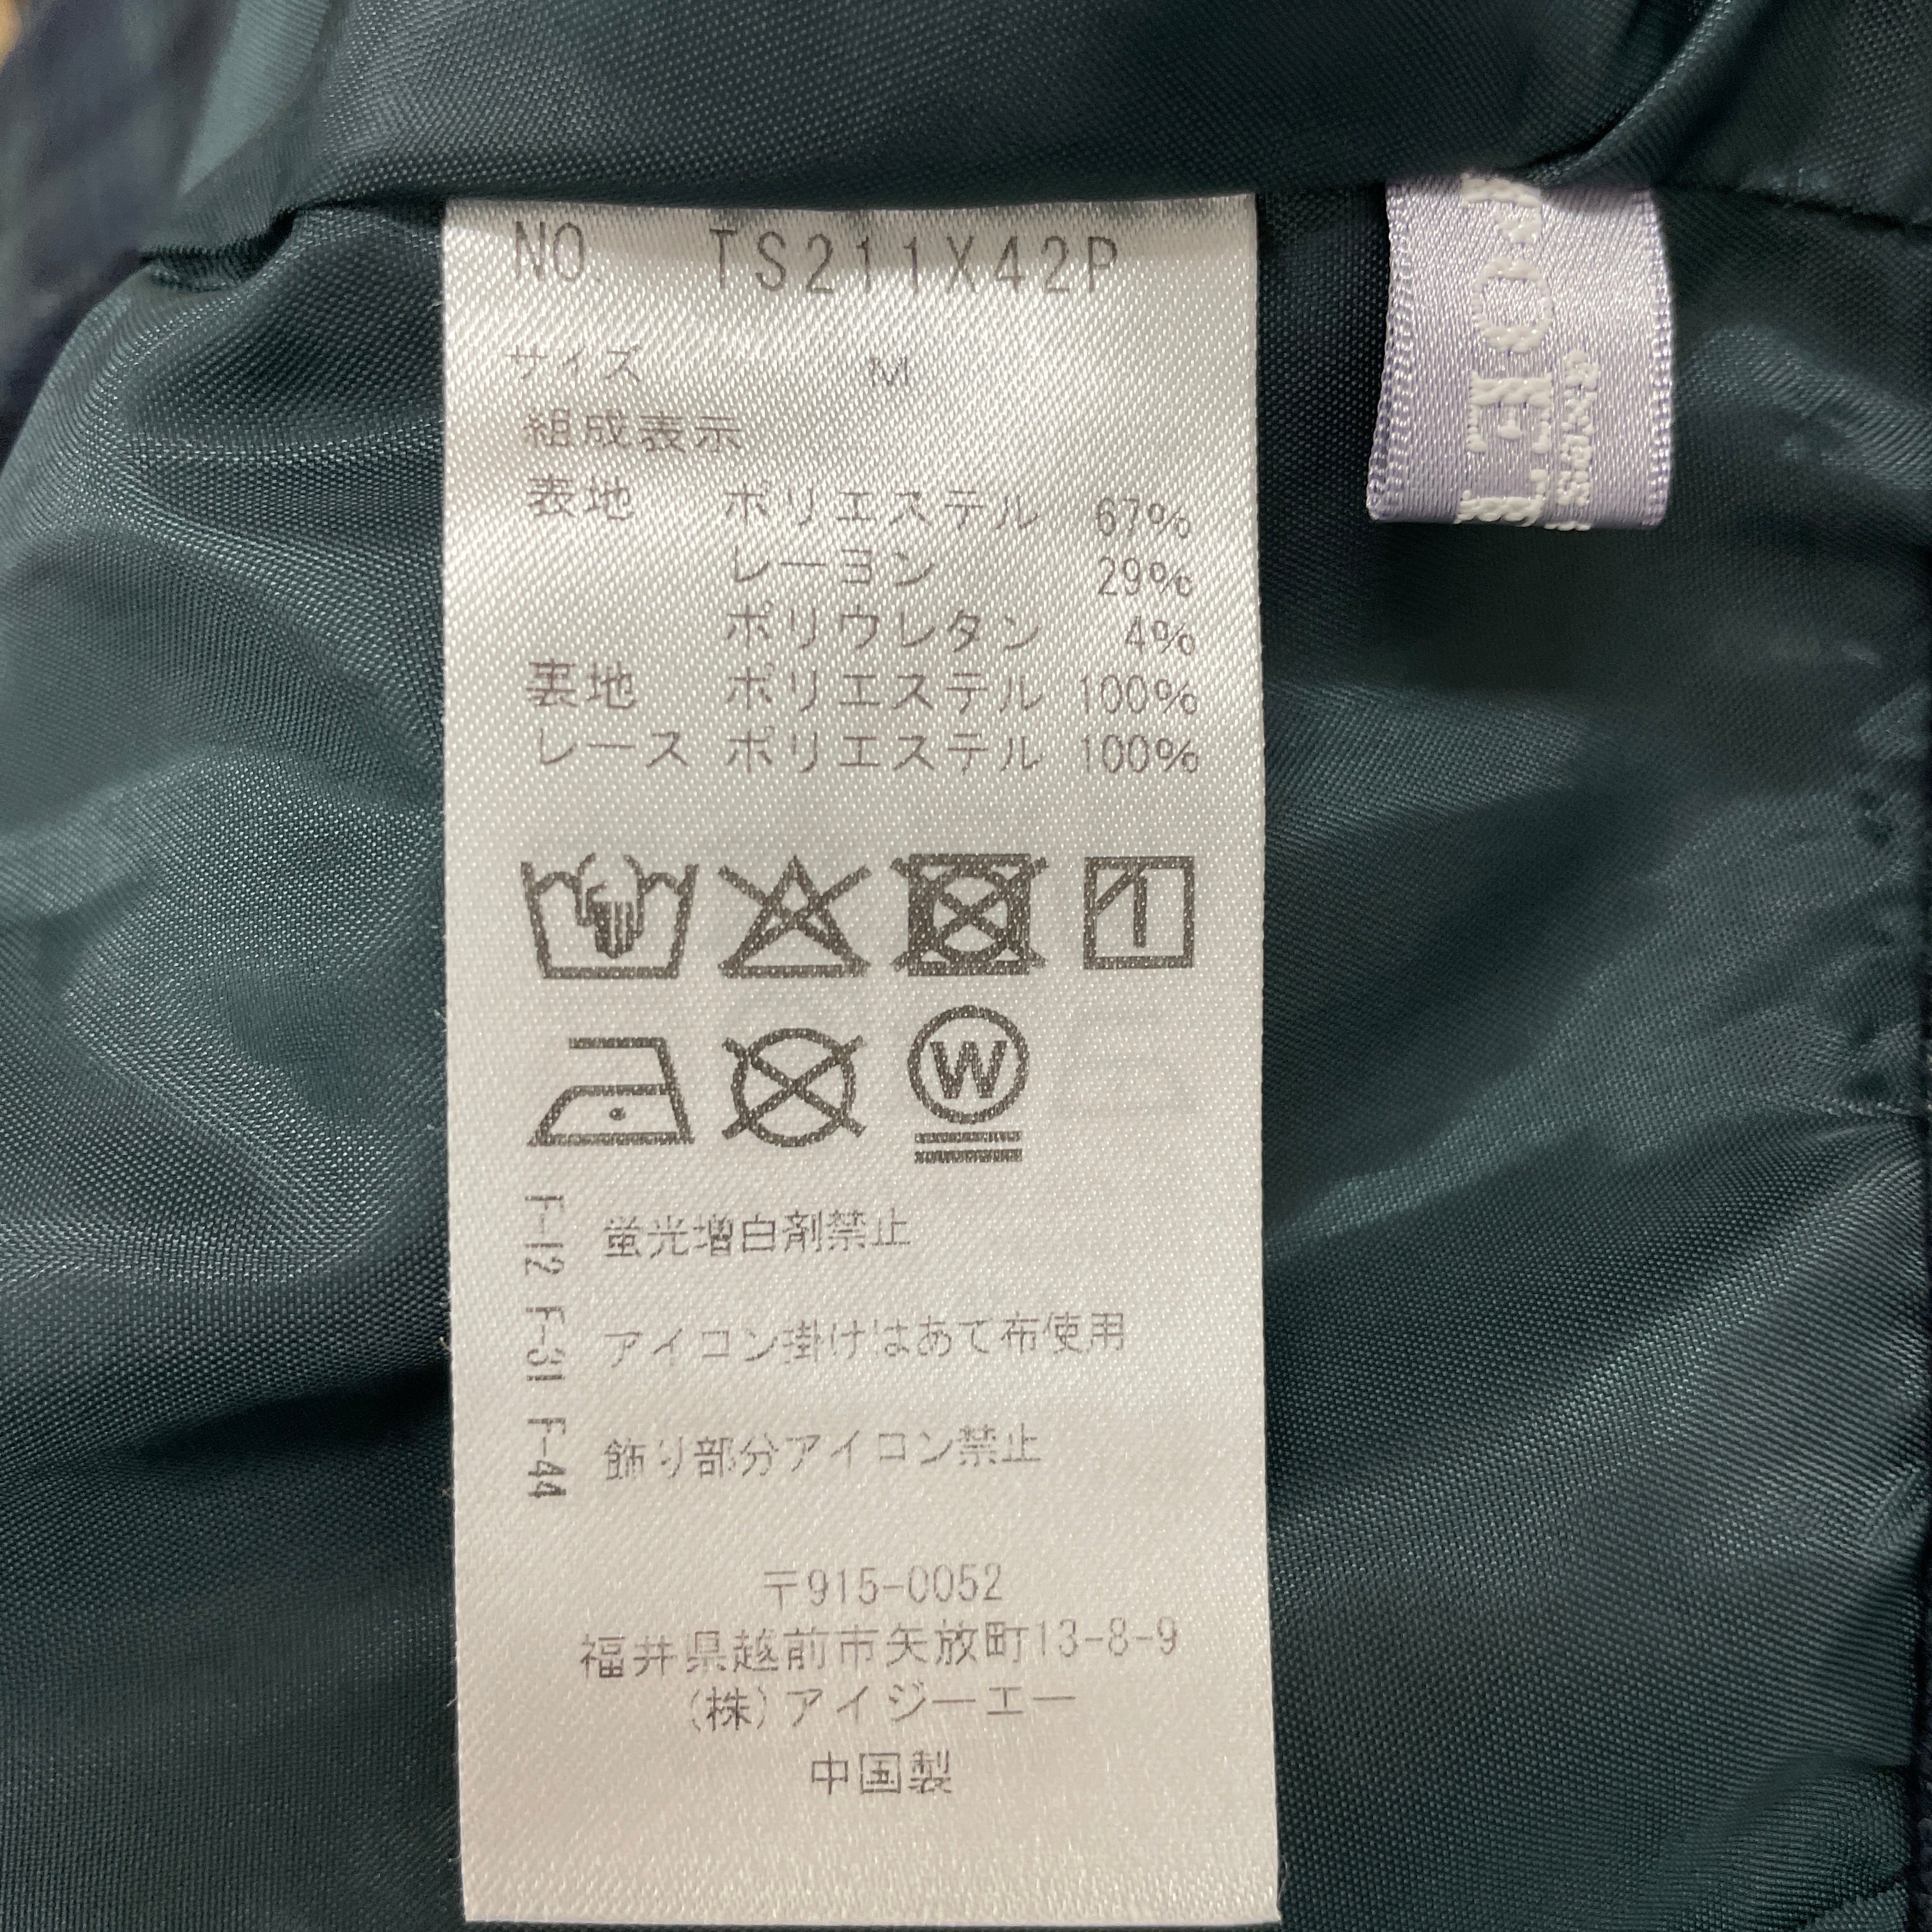 NO. TS211X42P
サイズ M
組成表示
表地 ポリエステル 67%
レーヨン 29%
ポリウレタン 4%
裏地 ポリエステル 100%
レース ポリエステル 100%
W
F-12 蛍光増白剤禁止
F-31 アイロン掛けはあて布使用
F-44 飾り部分アイロン禁止
〒915-0052
福井県越前市矢放町13-8-9
(株)アイジーエー
中国製